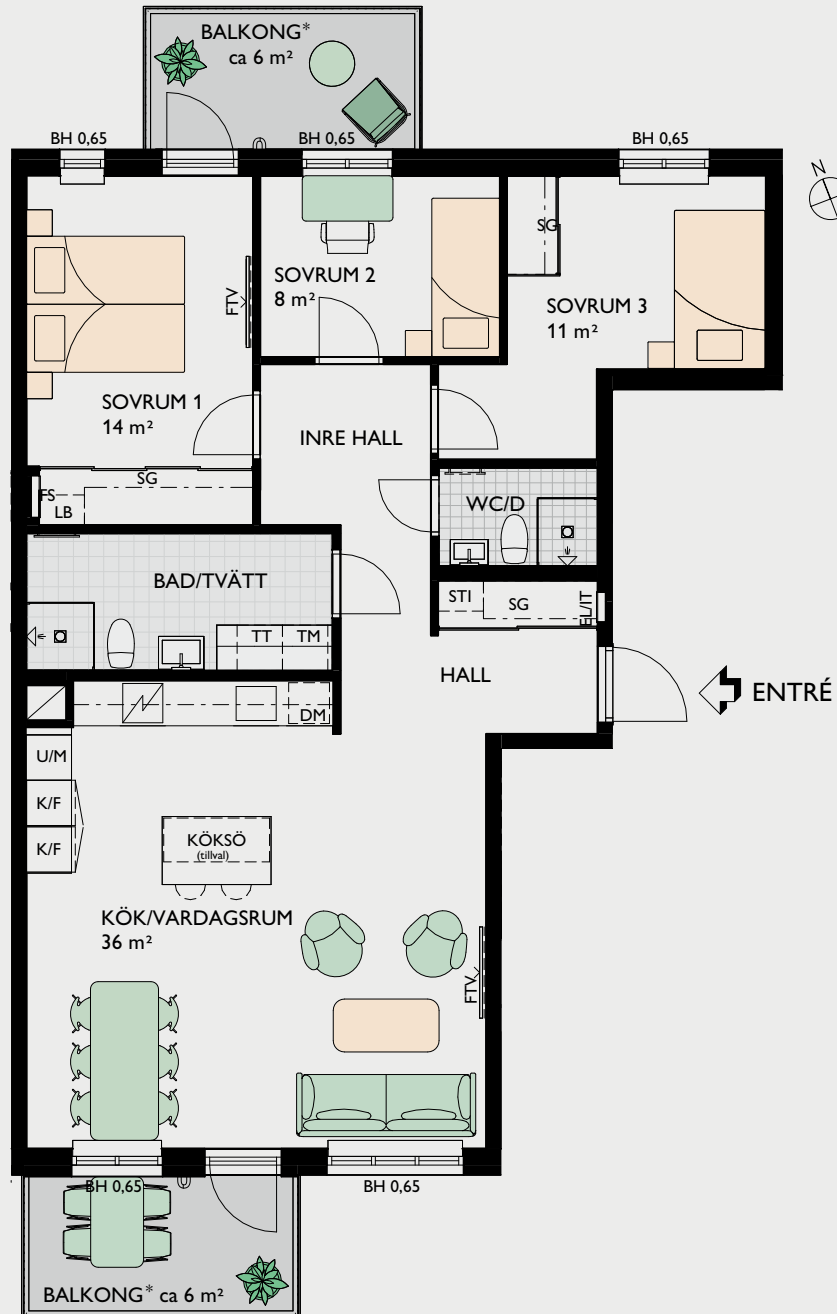 BALKONG*
ca 6 m²
BH 0,65
BH 0,65
BH 0,65
N
SG
FTV
SOVRUM 2
8 m²
SOVRUM 3
11 m²
SOVRUM 1
14 m²
INRE HALL
SG
FS
LB
WC/D
BAD/TVÄTT
STI
SG
EL/IT
TT
TM
HALL
ENTRÉ
DM
U/M
K/F
K/F
KÖKSÖ
(tillval)
KÖK/VARDAGSRUM
36 m²
FTV
BH 0,65
BH 0,65
BALKONG* ca 6 m²